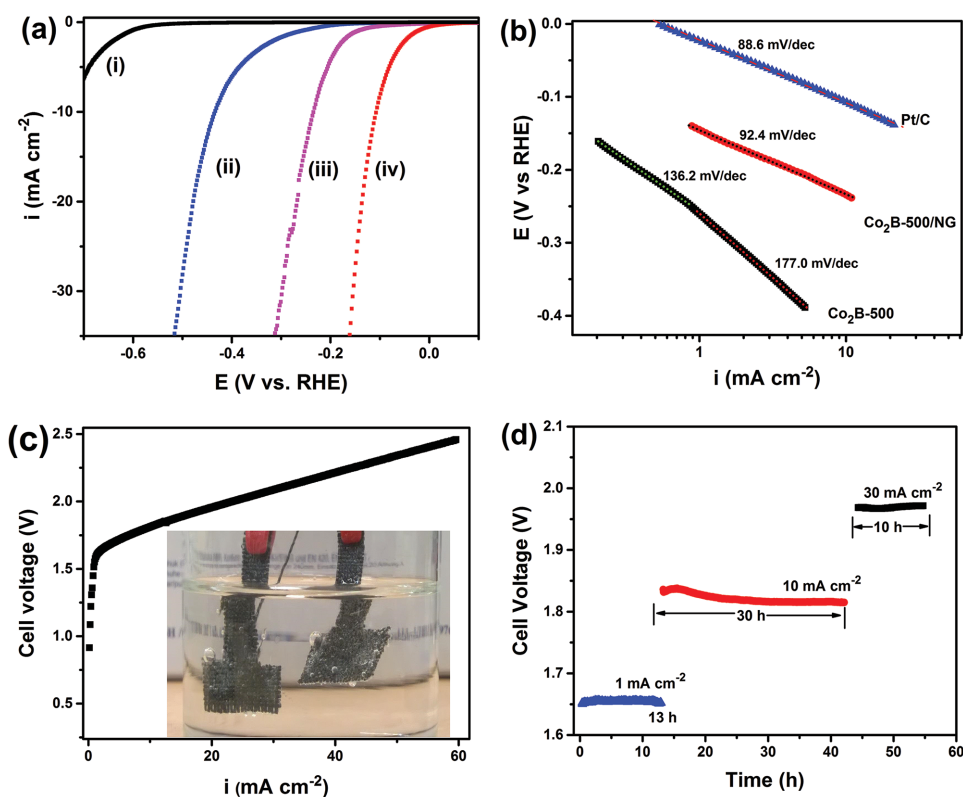 (a)
0
-10
-20
-30
i (mA cm⁻²)
(i)
(ii)
(iii)
(iv)
-0.6
-0.4
-0.2
0.0
E (V vs. RHE)
(b)
0.0
-0.1
-0.2
-0.3
-0.4
E (V vs RHE)
88.6 mV/dec
Pt/C
92.4 mV/dec
136.2 mV/dec
Co₂B-500/NG
177.0 mV/dec
Co₂B-500
1
10
i (mA cm⁻²)
(c)
2.5
2.0
1.5
1.0
0.5
Cell voltage (V)
0
20
40
60
i (mA cm⁻²)
(d)
2.1
2.0
1.9
1.8
1.7
1.6
Cell Voltage (V)
30 mA cm⁻²
10 h
10 mA cm⁻²
30 h
1 mA cm⁻²
13 h
0
10
20
30
40
50
60
Time (h)